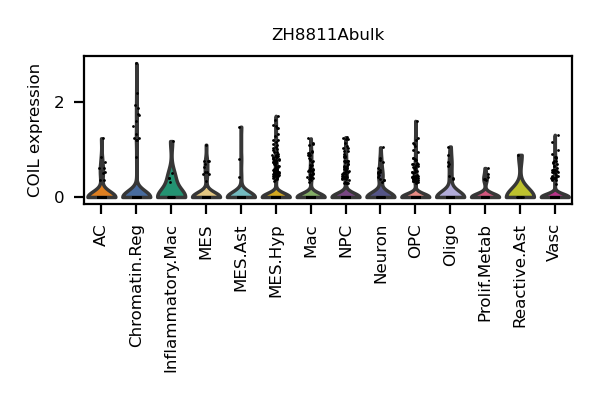 ZH8811Abulk
COIL expression
2
0
AC
Chromatin.Reg
Inflammatory.Mac
MES
MES.Ast
MES.Hyp
Mac
NPC
Neuron
OPC
Oligo
Prolif.Metab
Reactive.Ast
Vasc